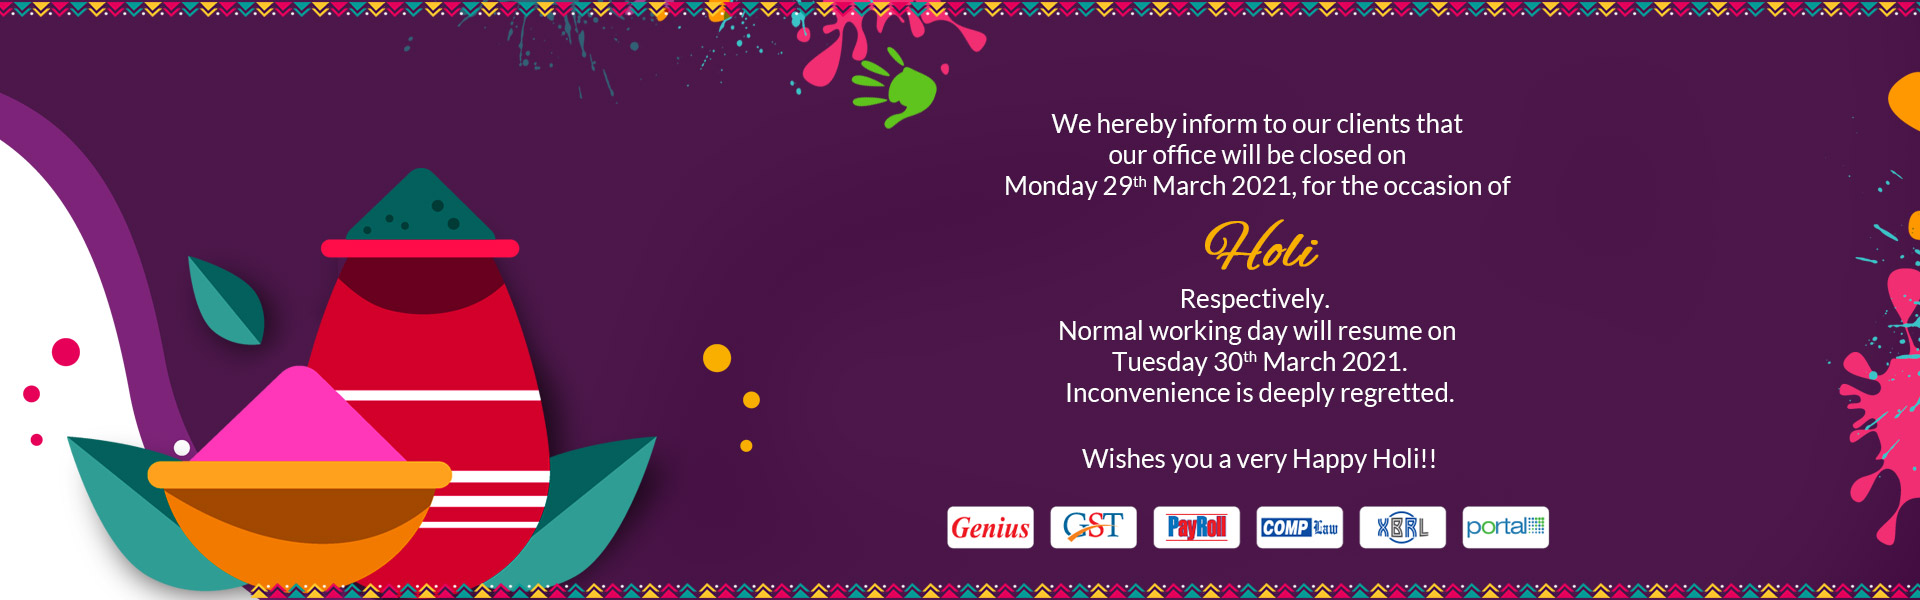 We hereby inform to our clients that
our office will be closed on
Monday 29th March 2021, for the occasion of
Holi
Respectively.
Normal working day will resume on
Tuesday 30th March 2021.
Inconvenience is deeply regretted.
Wishes you a very Happy Holi!!
Genius GST PayRoll COMP Law XBRL portal